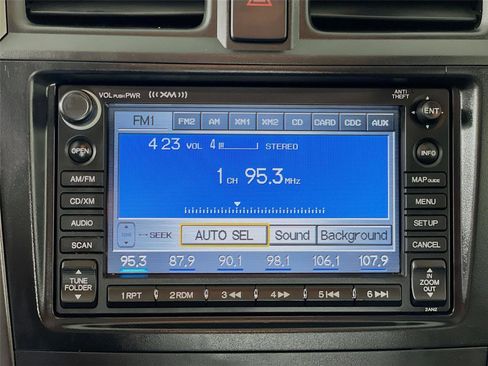 VOL PUSH PWR (((XM))) ANTI THEFT
FM1 FM2 AM XM1 XM2 CD CARD CDC AUX
ENT
4:23 VOL 4 STEREO
OPEN INFO
1 CH 95.3 MHz
AM/FM MAP GUIDE
CD/XM MENU
AUDIO SETUP
TUNE SEEK AUTO SEL Sound Background
SCAN CANCEL
95.3 87.9 90.1 98.1 106.1 107.9
TUNE FOLDER
IN ZOOM OUT
1 RPT 2 RDM 3 4 5 6
2AN2